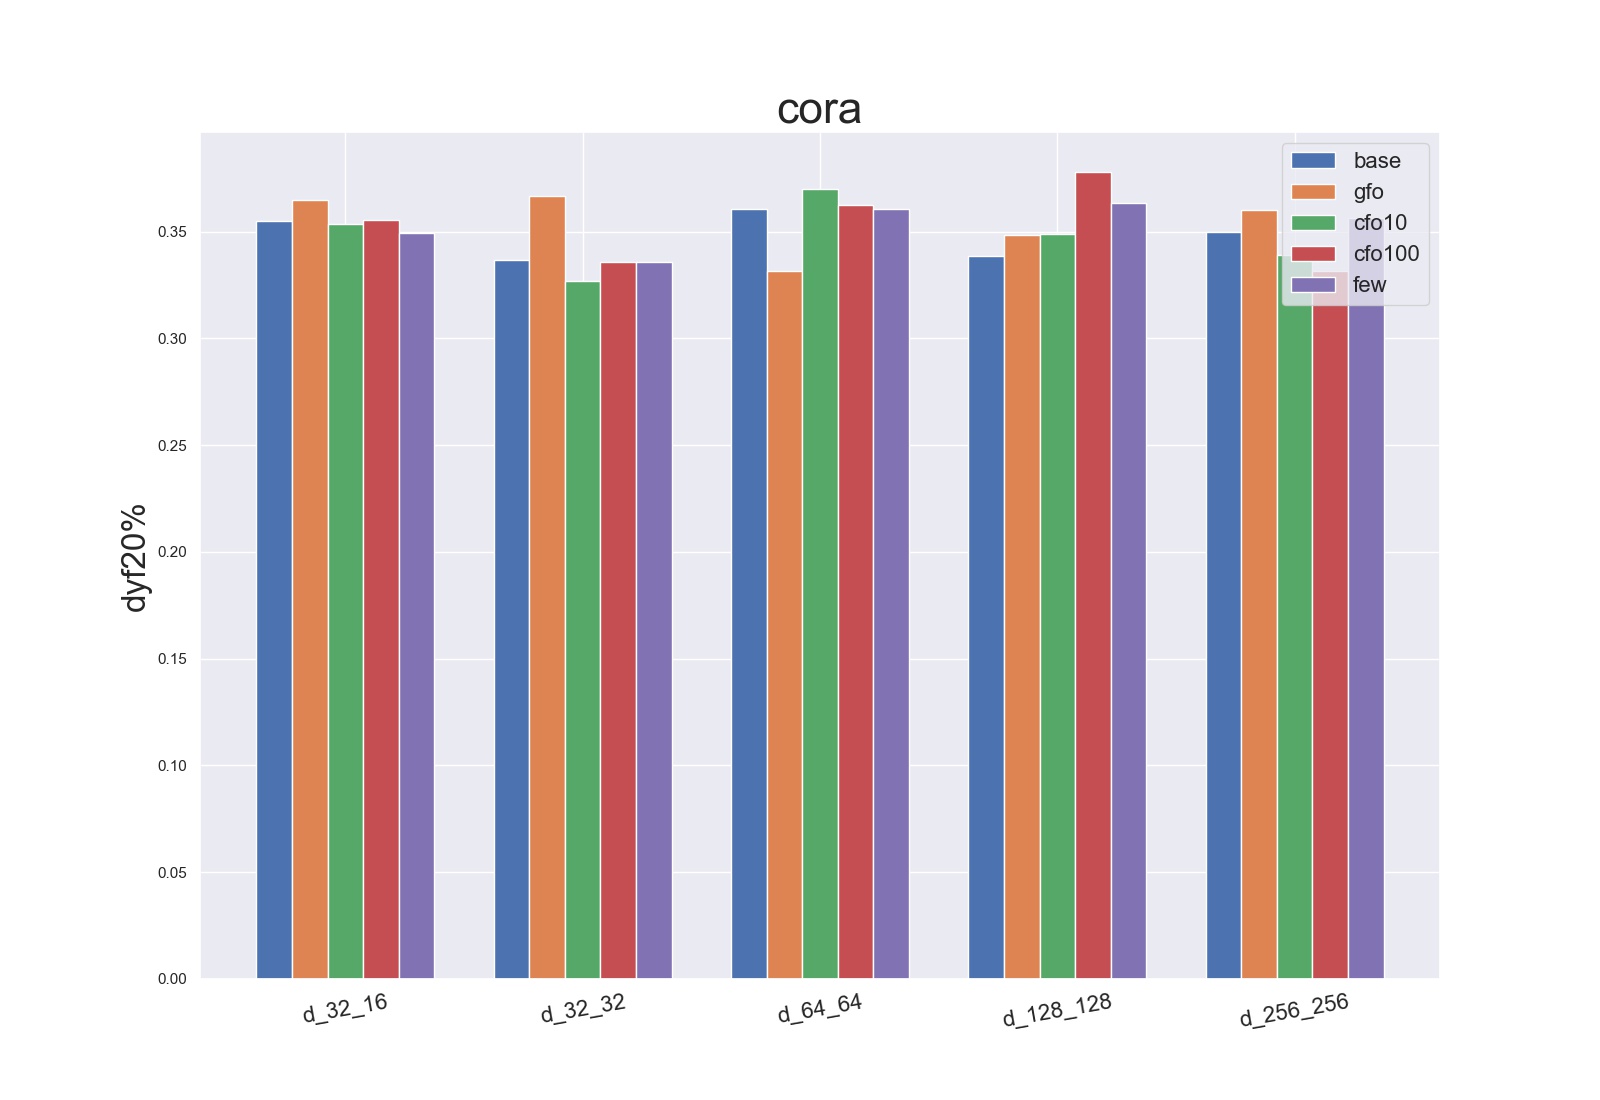 cora
base
gfo
cfo10
cfo100
few
dyf20%
0.35
0.30
0.25
0.20
0.15
0.10
0.05
0.00
d_32_16
d_32_32
d_64_64
d_128_128
d_256_256